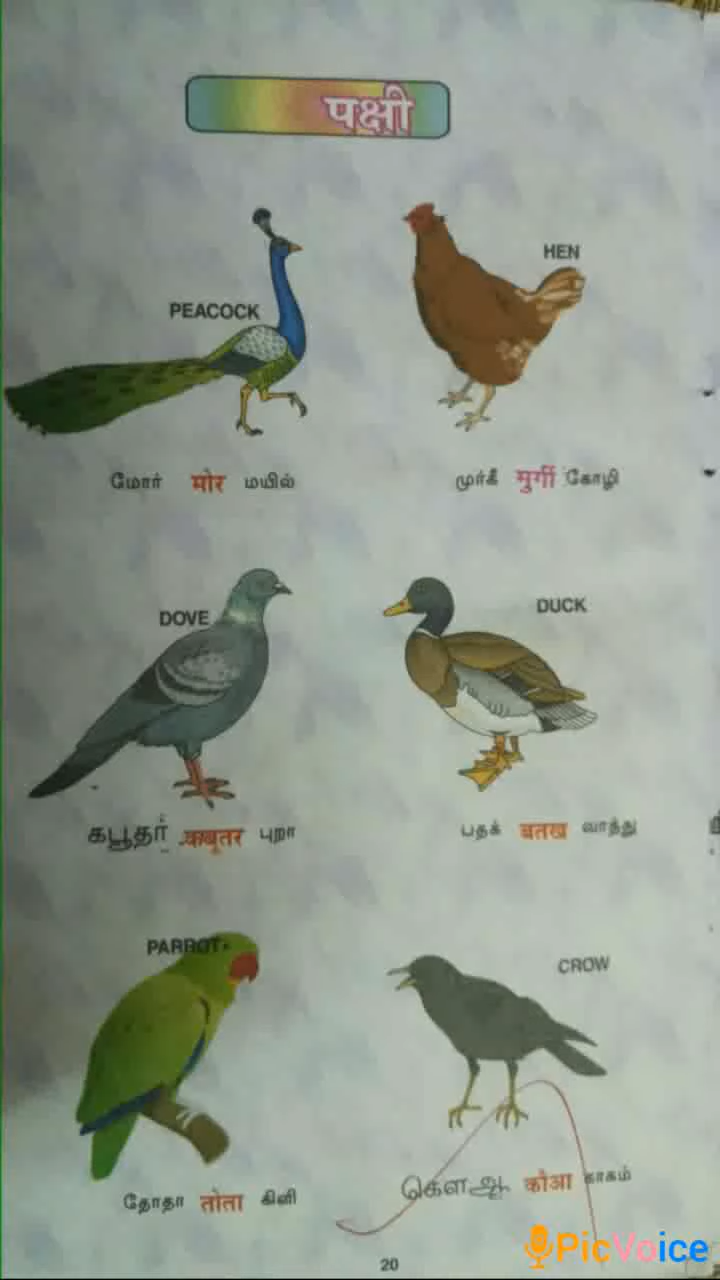 पक्षी
PEACOCK
HEN
மோர் मोर மயில்
முர்கீ मुर्गी கோழி
DOVE
DUCK
கபூதர் कबूतर புறா
பதக் बतख வாத்து
PARROT
CROW
தோதா तोता கிளி
கௌஆ कौआ காகம்
20
PicVoice